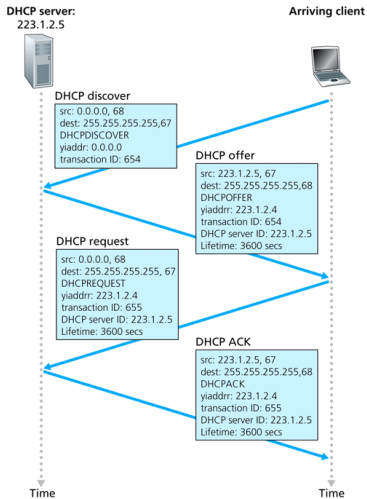 DHCP server:
223.1.2.5
Arriving client
DHCP discover
src: 0.0.0.0, 68
dest: 255.255.255.255,67
DHCPDISCOVER
yiaddr: 0.0.0.0
transaction ID: 654
DHCP offer
src: 223.1.2.5, 67
dest: 255.255.255.255,68
DHCPOFFER
yiaddrr: 223.1.2.4
transaction ID: 654
DHCP server ID: 223.1.2.5
Lifetime: 3600 secs
DHCP request
src: 0.0.0.0, 68
dest: 255.255.255.255, 67
DHCPREQUEST
yiaddrr: 223.1.2.4
transaction ID: 655
DHCP server ID: 223.1.2.5
Lifetime: 3600 secs
DHCP ACK
src: 223.1.2.5, 67
dest: 255.255.255.255,68
DHCPACK
yiaddrr: 223.1.2.4
transaction ID: 655
DHCP server ID: 223.1.2.5
Lifetime: 3600 secs
Time
Time